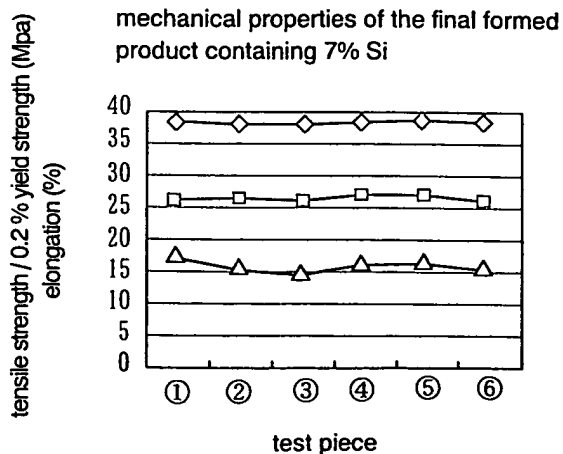 mechanical properties of the final formed
product containing 7% Si
tensile strength / 0.2 % yield strength (Mpa)
elongation (%)
40
35
30
25
20
15
10
5
0
① ② ③ ④ ⑤ ⑥
test piece